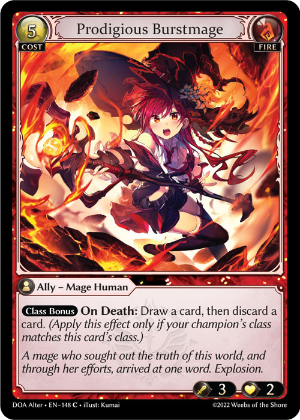 5 Prodigious Burstmage
COST FIRE
Ally – Mage Human
Class Bonus On Death: Draw a card, then discard a
card. (Apply this effect only if your champion's class
matches this card's class.)
A mage who sought out the truth of this world, and
through her efforts, arrived at one word. Explosion.
3 2
DOA Alter • EN-148 C • illust: Kumai ©2022 Weebs of the Shore